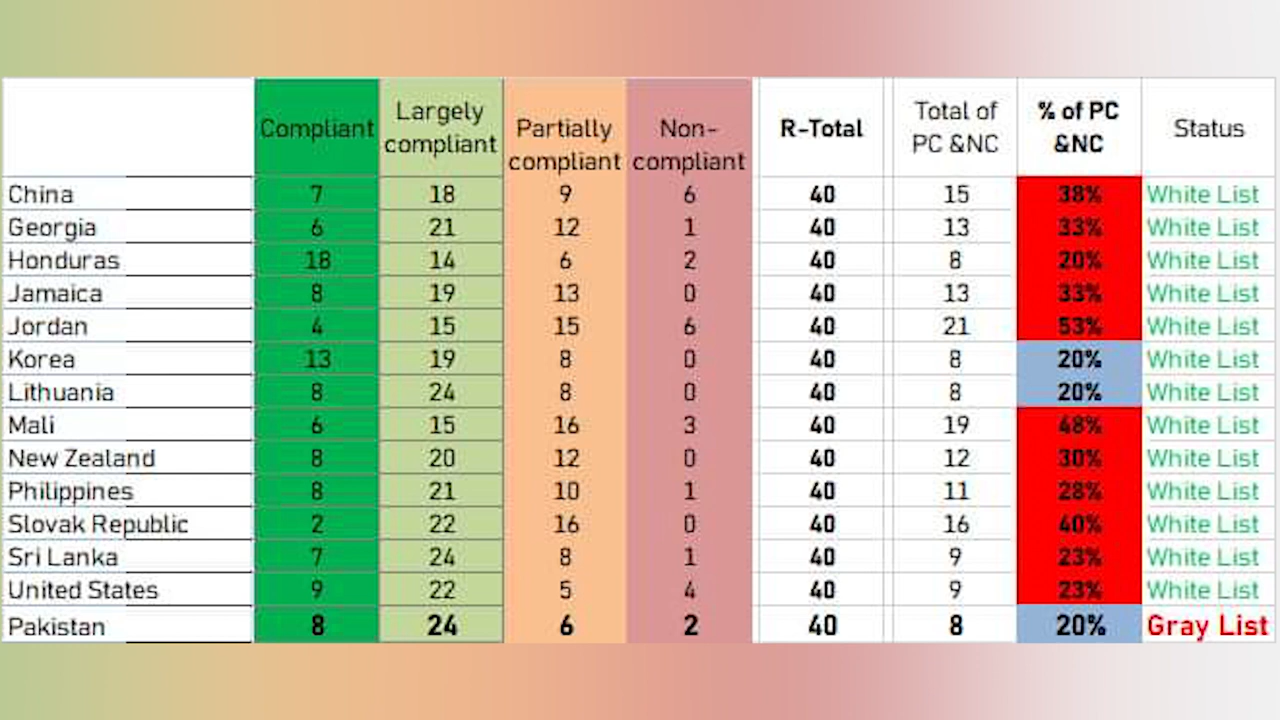 Compliant Largely compliant Partially compliant Non-compliant R-Total Total of PC &NC % of PC &NC Status
China 7 18 9 6 40 15 38% White List
Georgia 6 21 12 1 40 13 33% White List
Honduras 18 14 6 2 40 8 20% White List
Jamaica 8 19 13 0 40 13 33% White List
Jordan 4 15 15 6 40 21 53% White List
Korea 13 19 8 0 40 8 20% White List
Lithuania 8 24 8 0 40 8 20% White List
Mali 6 15 16 3 40 19 48% White List
New Zealand 8 20 12 0 40 12 30% White List
Philippines 8 21 10 1 40 11 28% White List
Slovak Republic 2 22 16 0 40 16 40% White List
Sri Lanka 7 24 8 1 40 9 23% White List
United States 9 22 5 4 40 9 23% White List
Pakistan 8 24 6 2 40 8 20% Gray List